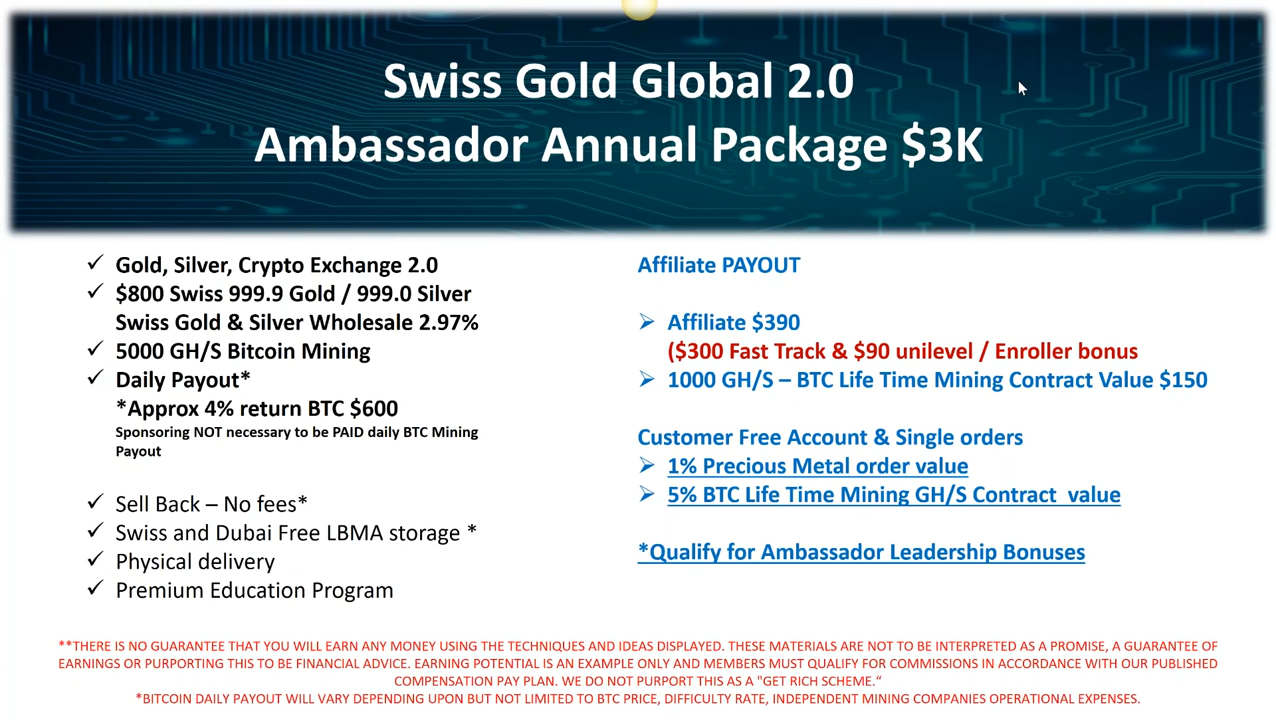 Swiss Gold Global 2.0
Ambassador Annual Package $3K
Gold, Silver, Crypto Exchange 2.0
$800 Swiss 999.9 Gold / 999.0 Silver
Swiss Gold & Silver Wholesale 2.97%
5000 GH/S Bitcoin Mining
Daily Payout*
*Approx 4% return BTC $600
Sponsoring NOT necessary to be PAID daily BTC Mining
Payout
Sell Back – No fees*
Swiss and Dubai Free LBMA storage *
Physical delivery
Premium Education Program
Affiliate PAYOUT
Affiliate $390
($300 Fast Track & $90 unilevel / Enroller bonus
1000 GH/S – BTC Life Time Mining Contract Value $150
Customer Free Account & Single orders
1% Precious Metal order value
5% BTC Life Time Mining GH/S Contract  value
*Qualify for Ambassador Leadership Bonuses
**THERE IS NO GUARANTEE THAT YOU WILL EARN ANY MONEY USING THE TECHNIQUES AND IDEAS DISPLAYED. THESE MATERIALS ARE NOT TO BE INTERPRETED AS A PROMISE, A GUARANTEE OF
EARNINGS OR PURPORTING THIS TO BE FINANCIAL ADVICE. EARNING POTENTIAL IS AN EXAMPLE ONLY AND MEMBERS MUST QUALIFY FOR COMMISSIONS IN ACCORDANCE WITH OUR PUBLISHED
COMPENSATION PAY PLAN. WE DO NOT PURPORT THIS AS A "GET RICH SCHEME.“
*BITCOIN DAILY PAYOUT WILL VARY DEPENDING UPON BUT NOT LIMITED TO BTC PRICE, DIFFICULTY RATE, INDEPENDENT MINING COMPANIES OPERATIONAL EXPENSES.